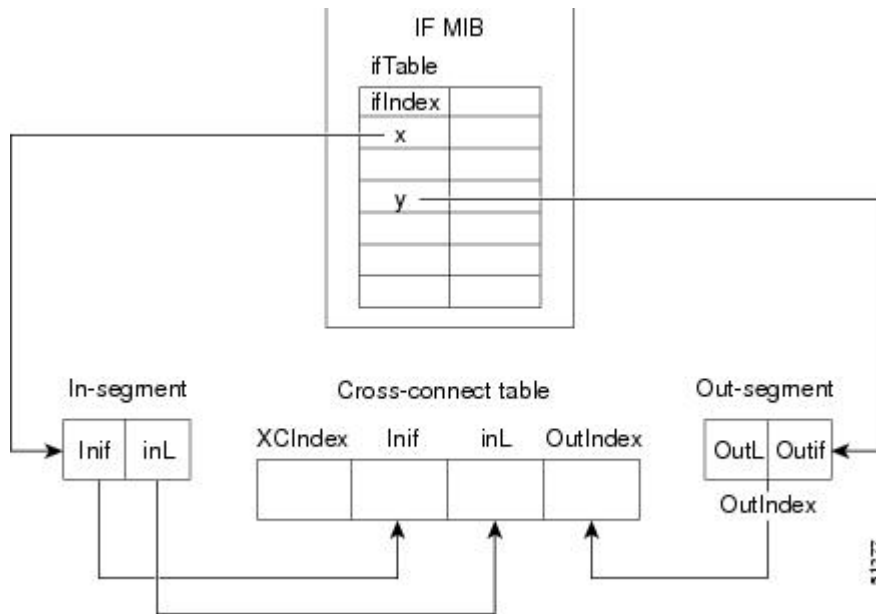 IF MIB
ifTable
ifIndex
x
y
In-segment
Cross-connect table
Out-segment
XCIndex Inif inL OutIndex
Inif inL
OutL Outif
OutIndex